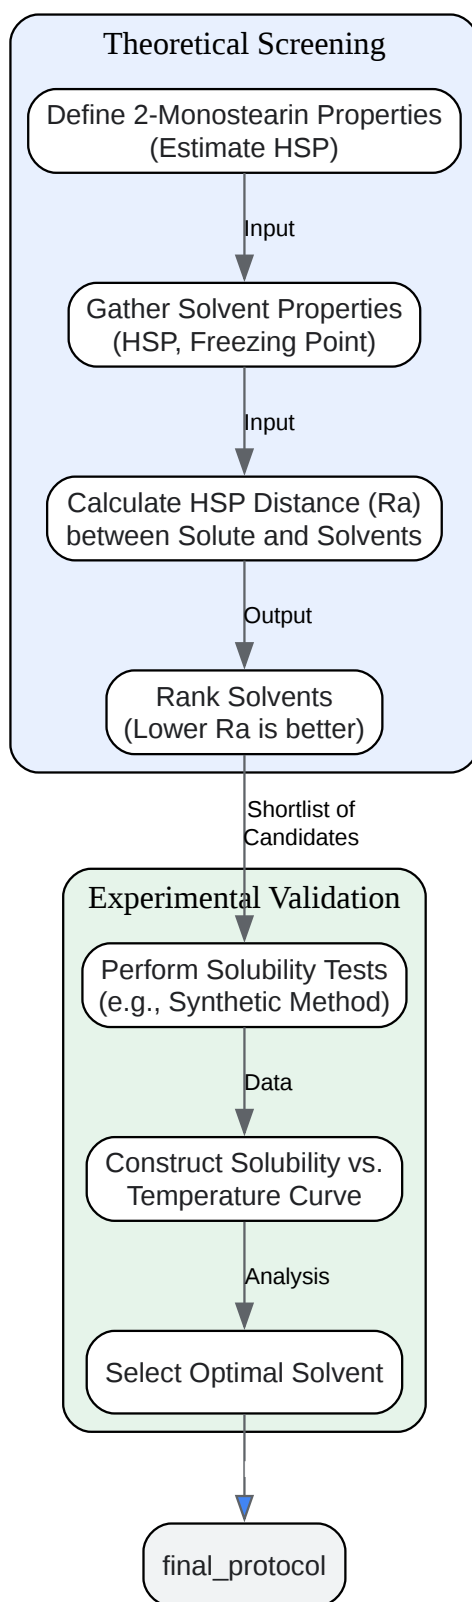 Theoretical Screening
Define 2-Monostearin Properties
(Estimate HSP)
Input
Gather Solvent Properties
(HSP, Freezing Point)
Input
Calculate HSP Distance (Ra)
between Solute and Solvents
Output
Rank Solvents
(Lower Ra is better)
Shortlist of
Candidates
Experimental Validation
Perform Solubility Tests
(e.g., Synthetic Method)
Data
Construct Solubility vs.
Temperature Curve
Analysis
Select Optimal Solvent
final_protocol